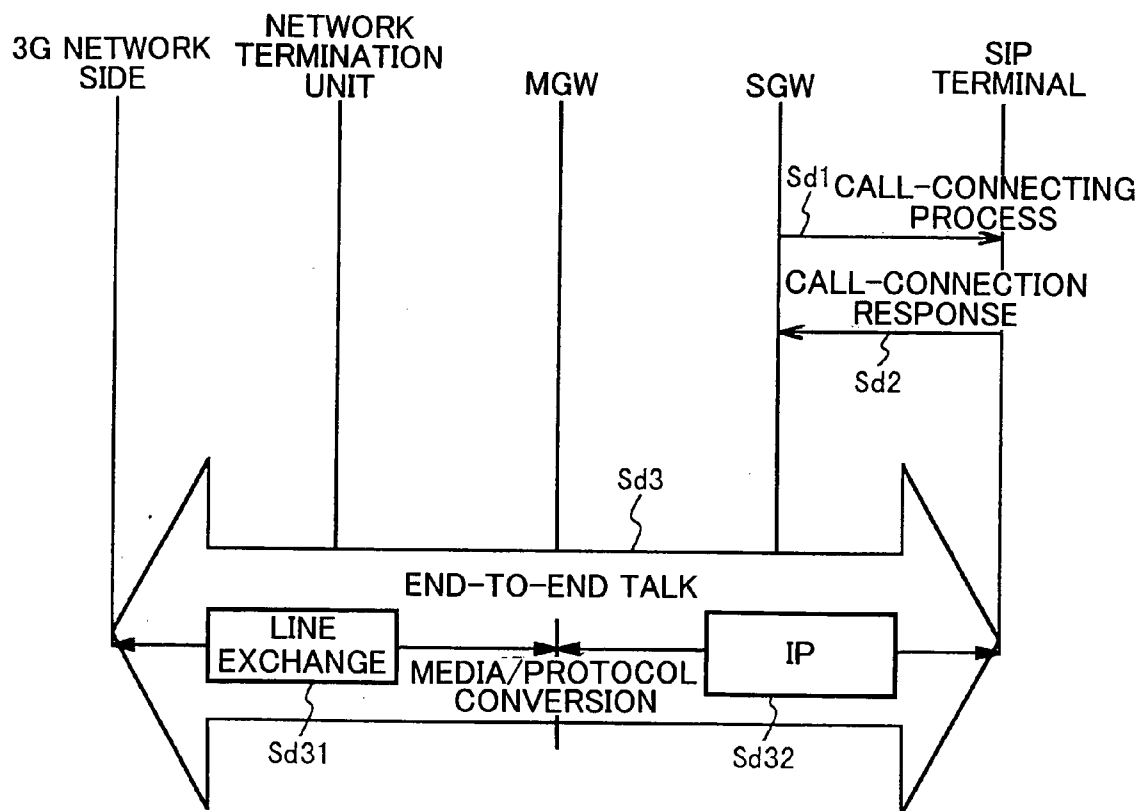 3G NETWORK
SIDE
NETWORK
TERMINATION
UNIT
MGW
SGW
SIP
TERMINAL
Sd1
CALL-CONNECTING
PROCESS
CALL-CONNECTION
RESPONSE
Sd2
Sd3
END-TO-END TALK
LINE
EXCHANGE
IP
MEDIA/PROTOCOL
CONVERSION
Sd31
Sd32